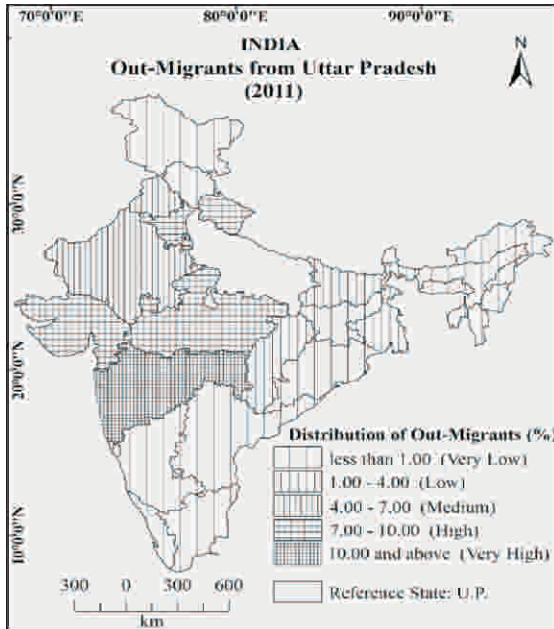 70°0'0"E 80°0'0"E 90°0'0"E
INDIA
Out-Migrants from Uttar Pradesh
(2011)
N
30°0'0"N
20°0'0"N
10°0'0"N
Distribution of Out-Migrants (%)
less than 1.00 (Very Low)
1.00 - 4.00 (Low)
4.00 - 7.00 (Medium)
7.00 - 10.00 (High)
10.00 and above (Very High)
Reference State: U.P.
300 0 300 600
km